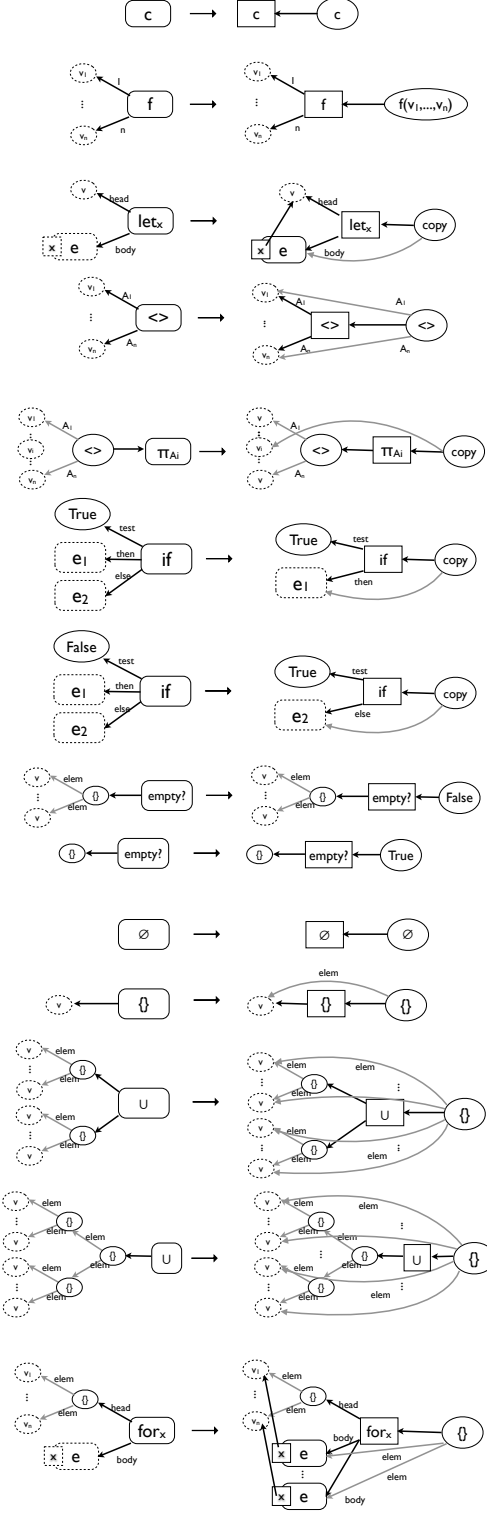 c c c
v1 v1
l l
⋮ f ⋮ f f(v1,...,vn)
vn n vn n
v head v head
letx letx copy
x e body x e body
v1 A1 v1 A1 A1
⋮ <> ⋮ <> <>
vn An vn An An
v1 A1 v A1
⋮ ⋮
vi <> πAi vi <> πAi copy
⋮ ⋮
vn An v An
True test True test
e1 then if if copy
e2 else e1 then
False test True test
e1 then if if copy
e2 else e2 else
v elem v elem
⋮ {} empty? ⋮ {} empty? False
v elem v elem
{} empty? {} empty? True
∅ ∅ ∅
elem
v {} v {} {}
v elem v elem elem
⋮ {} ⋮ {} ⋮
v elem v elem
∪ ∪ {}
v elem v elem
⋮ {} ⋮ {} ⋮
v elem v elem elem
v elem v elem elem
⋮ {} ⋮ {} ⋮
v elem elem v elem elem
{} ∪ ⋮ {} ∪ {}
v elem elem v elem elem
⋮ {} ⋮ {} ⋮
v elem v elem elem
v1 elem v1 elem
⋮ {} ⋮ {}
vn elem head vn elem head
forx forx {}
x e body x e body elem
⋮ elem
x e body